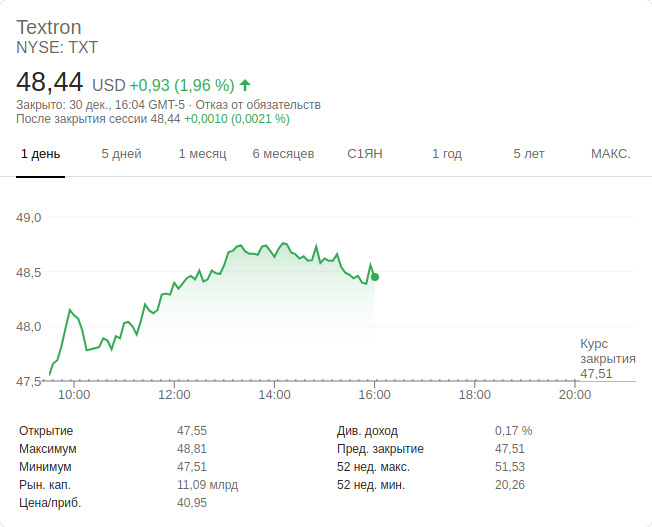 Textron
NYSE: TXT
48,44 USD +0,93 (1,96 %)
Закрыто: 30 дек., 16:04 GMT-5 · Отказ от обязательств
После закрытия сессии 48,44 +0,0010 (0,0021 %)
1 день 5 дней 1 месяц 6 месяцев С1ЯН 1 год 5 лет МАКС.
49,0
48,5
48,0
Курс
закрытия
47,51
47,5
10:00 12:00 14:00 16:00 18:00 20:00
Открытие 47,55 Див. доход 0,17 %
Максимум 48,81 Пред. закрытие 47,51
Минимум 47,51 52 нед. макс. 51,53
Рын. кап. 11,09 млрд 52 нед. мин. 20,26
Цена/приб. 40,95